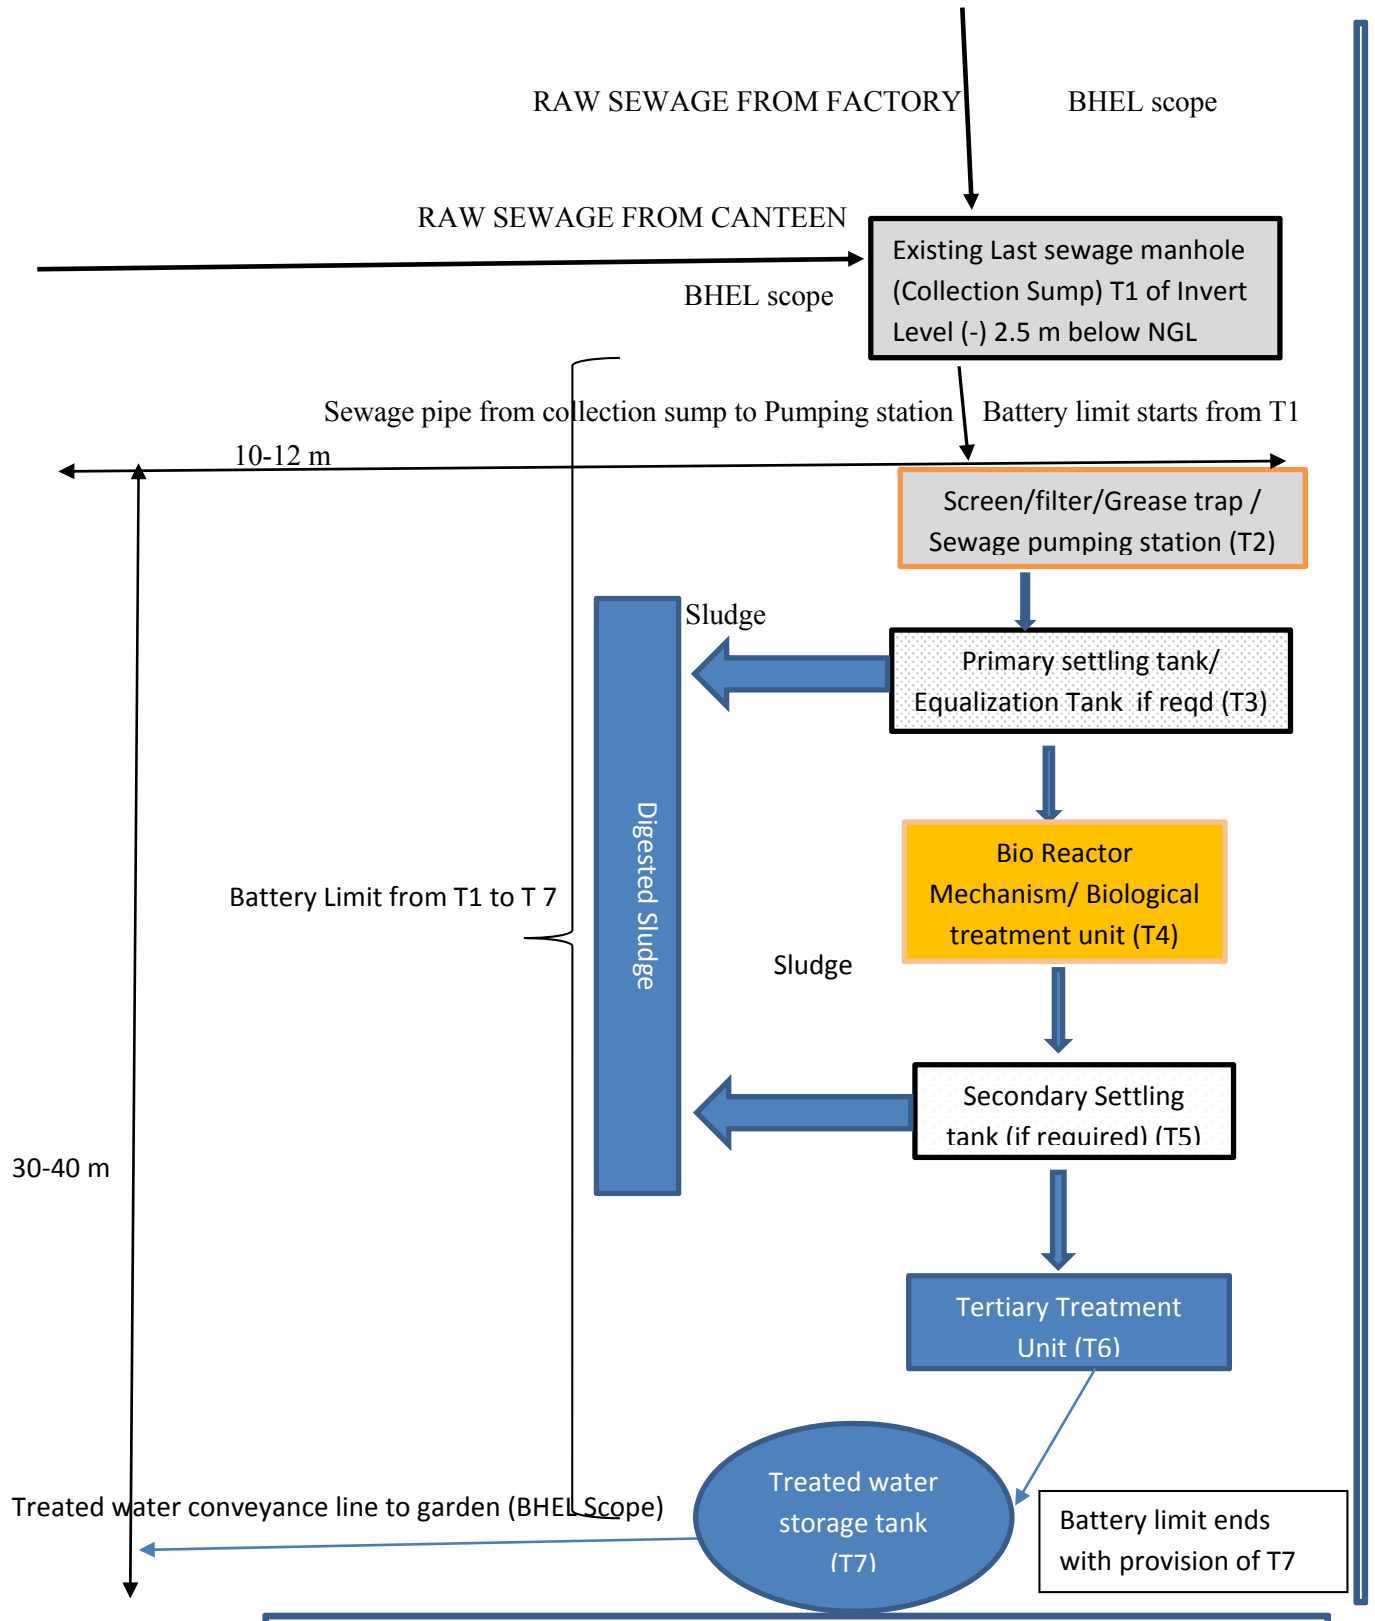 RAW SEWAGE FROM FACTORY
BHEL scope
RAW SEWAGE FROM CANTEEN
BHEL scope
Existing Last sewage manhole
(Collection Sump) T1 of Invert
Level (-) 2.5 m below NGL
Sewage pipe from collection sump to Pumping station
Battery limit starts from T1
10-12 m
Screen/filter/Grease trap /
Sewage pumping station (T2)
Sludge
Primary settling tank/
Equalization Tank if reqd (T3)
Digested Sludge
Bio Reactor
Mechanism/ Biological
treatment unit (T4)
Battery Limit from T1 to T 7
Sludge
Secondary Settling
tank (if required) (T5)
30-40 m
Tertiary Treatment
Unit (T6)
Treated water
storage tank
(T7)
Treated water conveyance line to garden (BHEL Scope)
Battery limit ends
with provision of T7